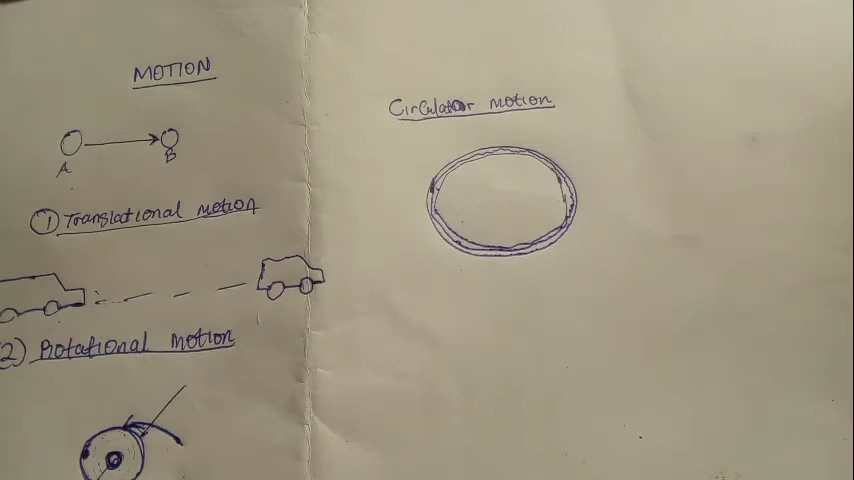 MOTION
A
B
① Translational motion
2) Rotational motion
Circulator motion